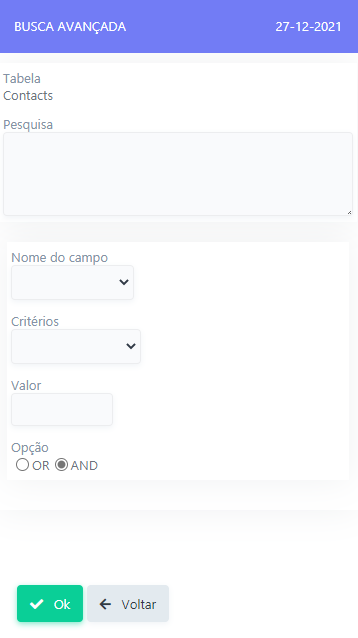 BUSCA AVANÇADA 27-12-2021
Tabela
Contacts
Pesquisa
Nome do campo
Critérios
Valor
Opção
OR AND
Ok Voltar